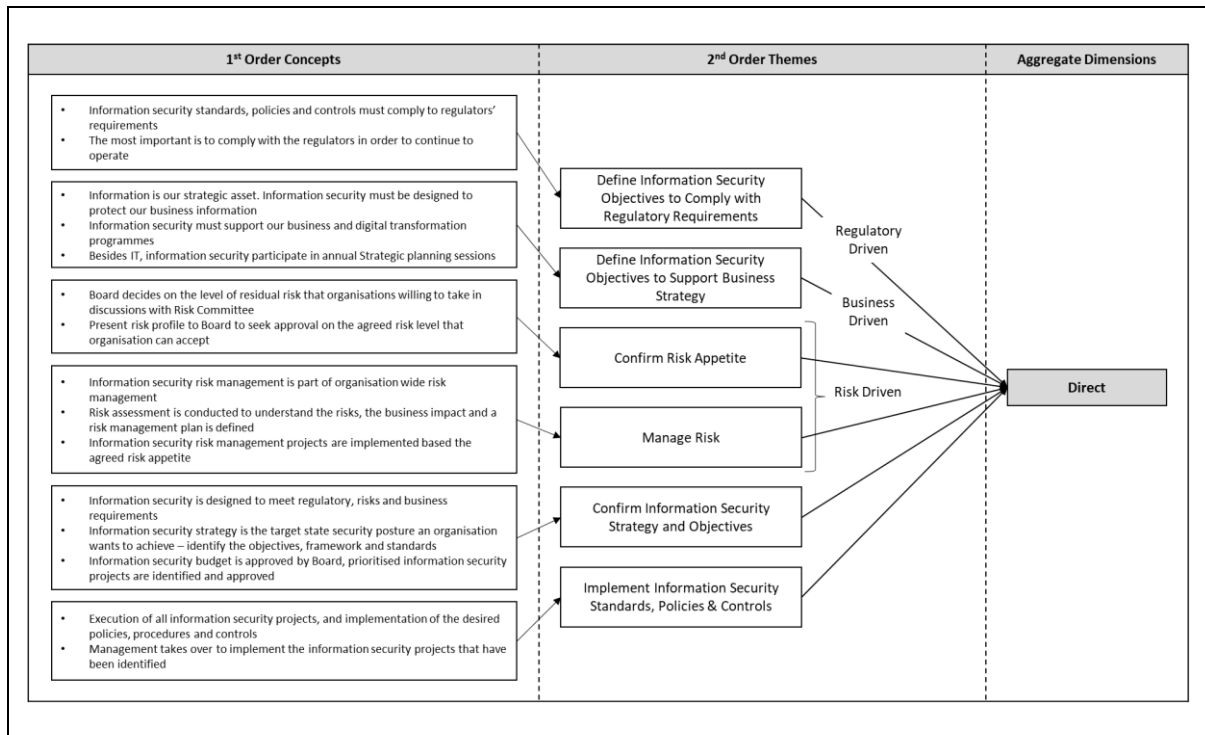 1st Order Concepts
2nd Order Themes
Aggregate Dimensions
• Information security standards, policies and controls must comply to regulators’
requirements
• The most important is to comply with the regulators in order to continue to
operate
• Information is our strategic asset. Information security must be designed to
protect our business information
• Information security must support our business and digital transformation
programmes
• Besides IT, information security participate in annual Strategic planning sessions
• Board decides on the level of residual risk that organisations willing to take in
discussions with Risk Committee
• Present risk profile to Board to seek approval on the agreed risk level that
organisation can accept
• Information security risk management is part of organisation wide risk
management
• Risk assessment is conducted to understand the risks, the business impact and a
risk management plan is defined
• Information security risk management projects are implemented based the
agreed risk appetite
• Information security is designed to meet regulatory, risks and business
requirements
• Information security strategy is the target state security posture an organisation
wants to achieve – identify the objectives, framework and standards
• Information security budget is approved by Board, prioritised information security
projects are identified and approved
• Execution of all information security projects, and implementation of the desired
policies, procedures and controls
• Management takes over to implement the information security projects that have
been identified
Define Information Security
Objectives to Comply with
Regulatory Requirements
Define Information Security
Objectives to Support Business
Strategy
Confirm Risk Appetite
Manage Risk
Confirm Information Security
Strategy and Objectives
Implement Information Security
Standards, Policies & Controls
Regulatory
Driven
Business
Driven
Risk Driven
Direct